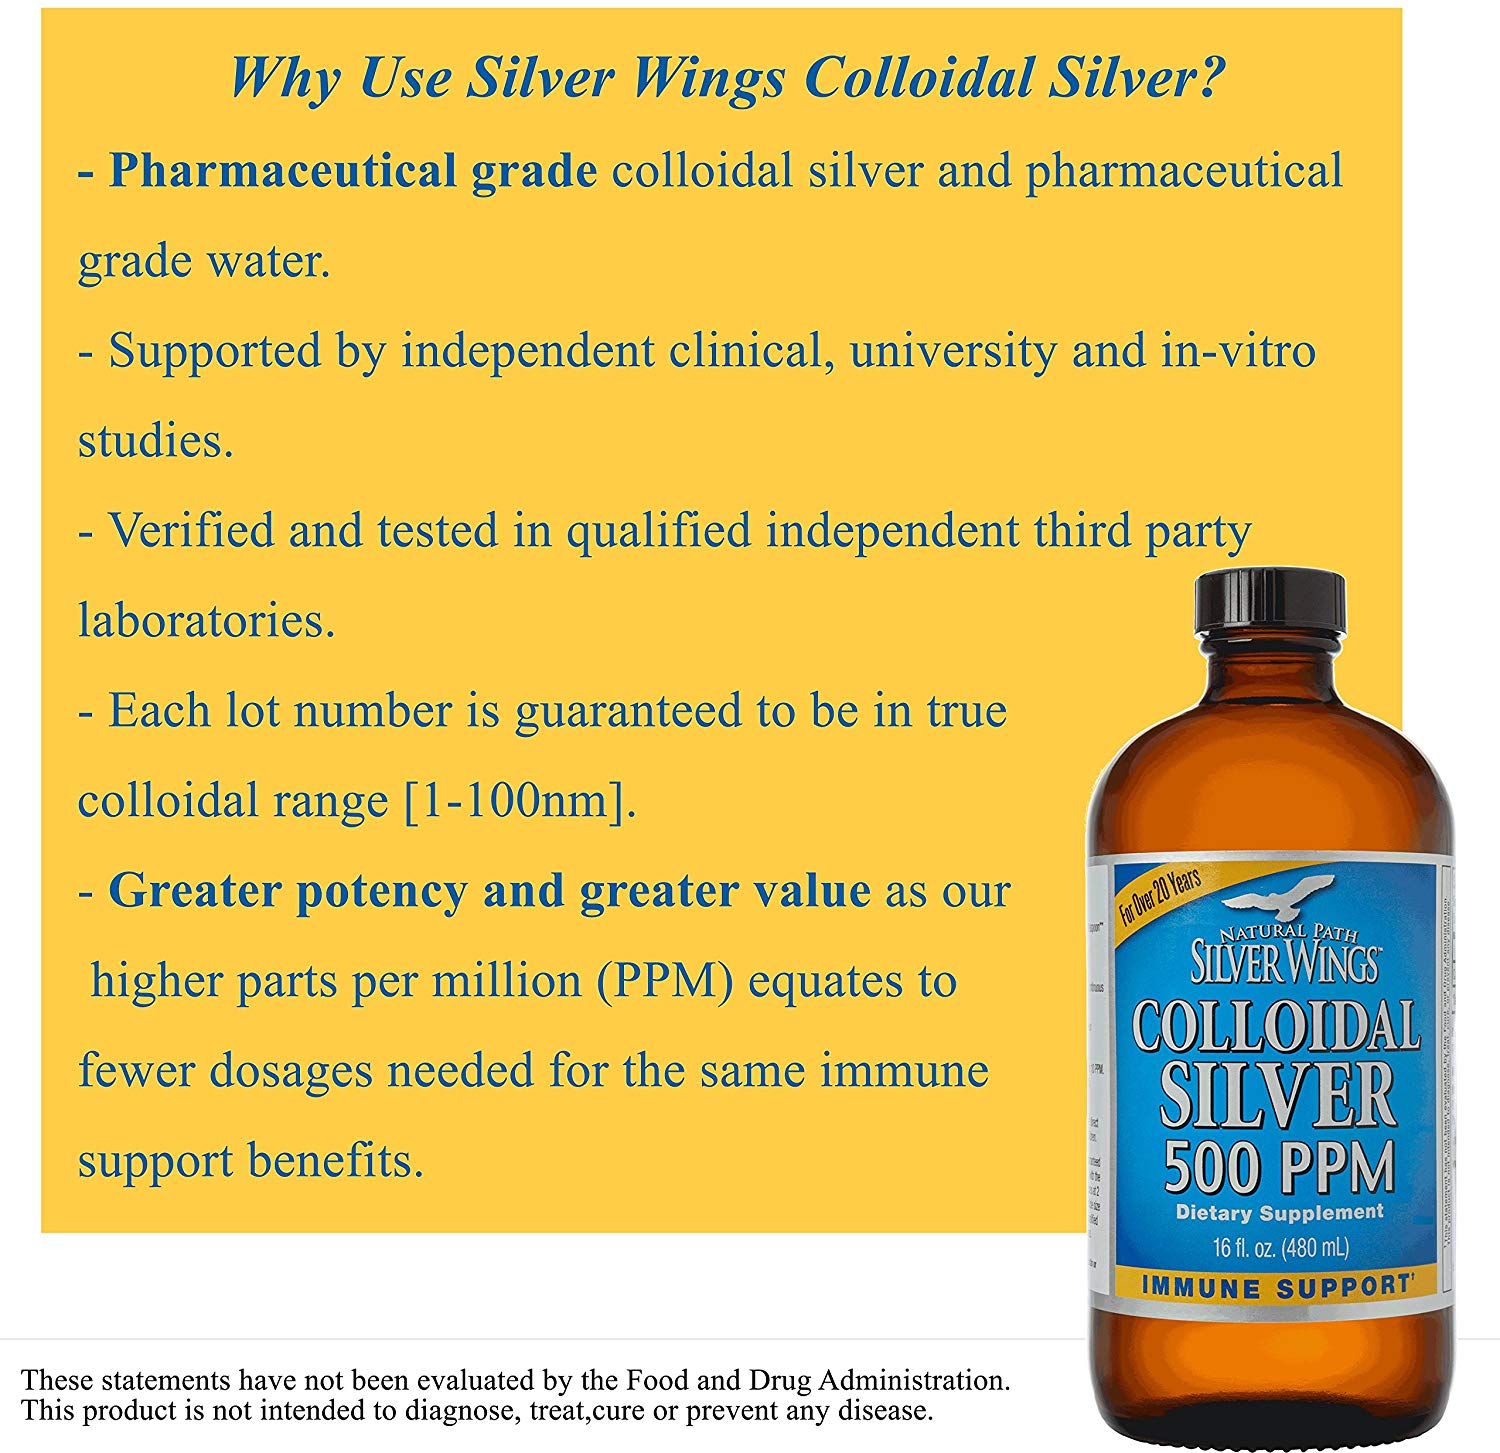 Why Use Silver Wings Colloidal Silver?
- Pharmaceutical grade colloidal silver and pharmaceutical
grade water.
- Supported by independent clinical, university and in-vitro
studies.
- Verified and tested in qualified independent third party
laboratories.
- Each lot number is guaranteed to be in true
colloidal range [1-100nm].
- Greater potency and greater value as our
higher parts per million (PPM) equates to
fewer dosages needed for the same immune
support benefits.
For Over 20 Years
NATURAL PATH
SILVER WINGS™
COLLOIDAL
SILVER
500 PPM
Dietary Supplement
16 fl. oz. (480 mL)
IMMUNE SUPPORT†
These statements have not been evaluated by the Food and Drug Administration.
This product is not intended to diagnose, treat,cure or prevent any disease.